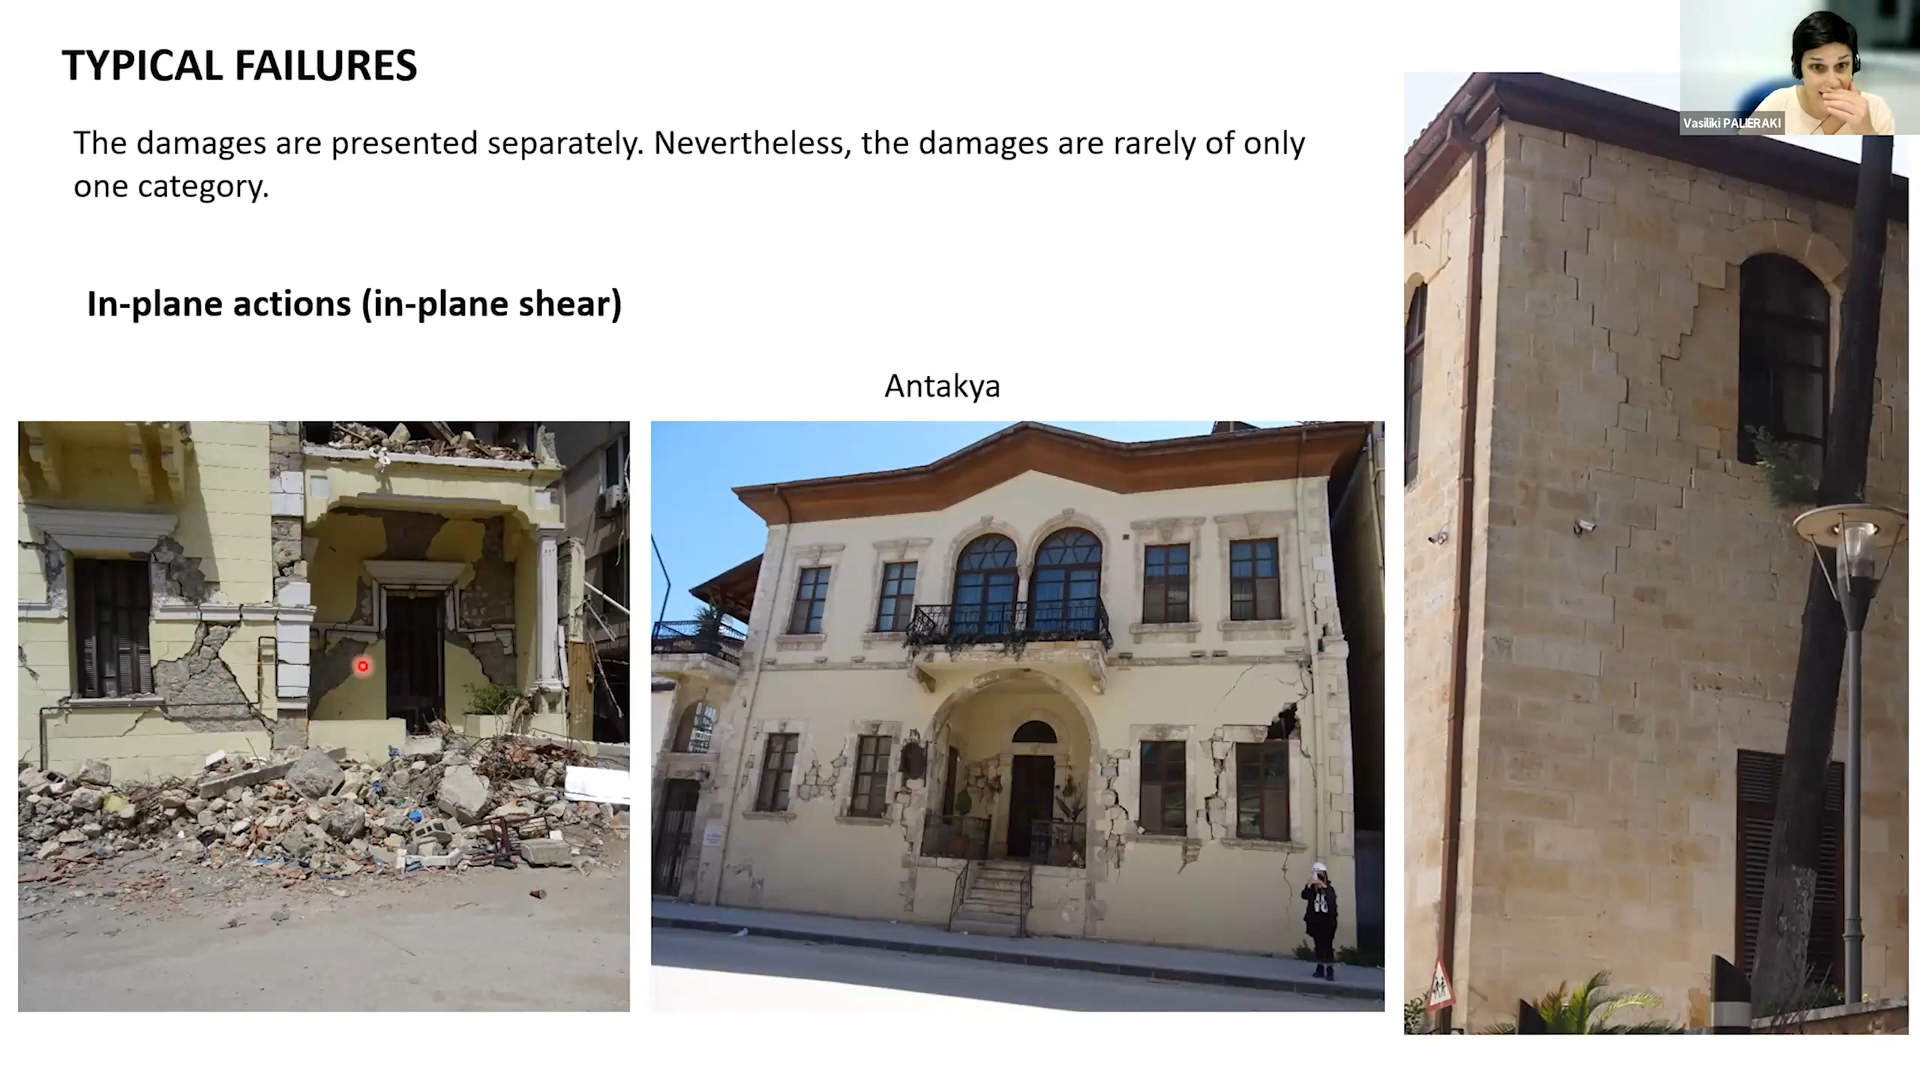 TYPICAL FAILURES
Vasiliki PALIERAKI
The damages are presented separately. Nevertheless, the damages are rarely of only
one category.
In-plane actions (in-plane shear)
Antakya